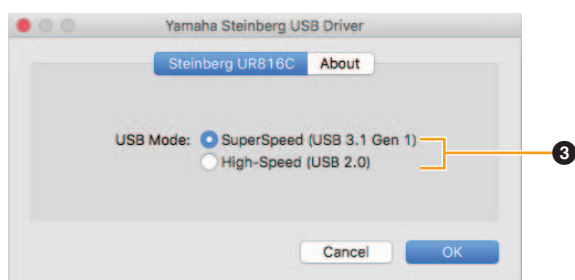 Yamaha Steinberg USB Driver
Steinberg UR816C About
USB Mode: SuperSpeed (USB 3.1 Gen 1)
High-Speed (USB 2.0)
3
Cancel OK